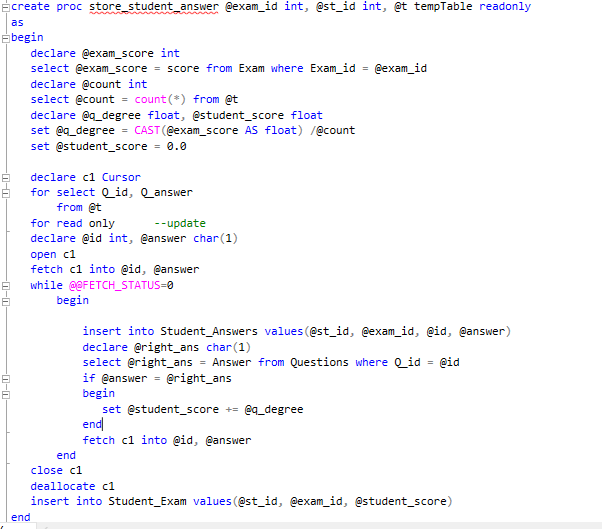 create proc store_student_answer @exam_id int, @st_id int, @t tempTable readonly
as
begin
declare @exam_score int
select @exam_score = score from Exam where Exam_id = @exam_id
declare @count int
select @count = count(*) from @t
declare @q_degree float, @student_score float
set @q_degree = CAST(@exam_score AS float) /@count
set @student_score = 0.0
declare c1 Cursor
for select Q_id, Q_answer
from @t
for read only --update
declare @id int, @answer char(1)
open c1
fetch c1 into @id, @answer
while @@FETCH_STATUS=0
begin
insert into Student_Answers values(@st_id, @exam_id, @id, @answer)
declare @right_ans char(1)
select @right_ans = Answer from Questions where Q_id = @id
if @answer = @right_ans
begin
set @student_score += @q_degree
end
fetch c1 into @id, @answer
end
close c1
deallocate c1
insert into Student_Exam values(@st_id, @exam_id, @student_score)
end